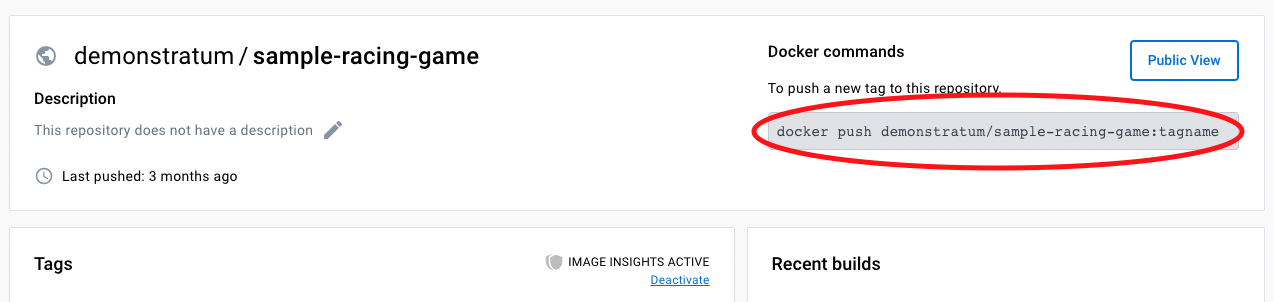 demonstratum / sample-racing-game
Description
This repository does not have a description
Last pushed: 3 months ago
Docker commands
Public View
To push a new tag to this repository,
docker push demonstratum/sample-racing-game:tagname
Tags
IMAGE INSIGHTS ACTIVE
Deactivate
Recent builds